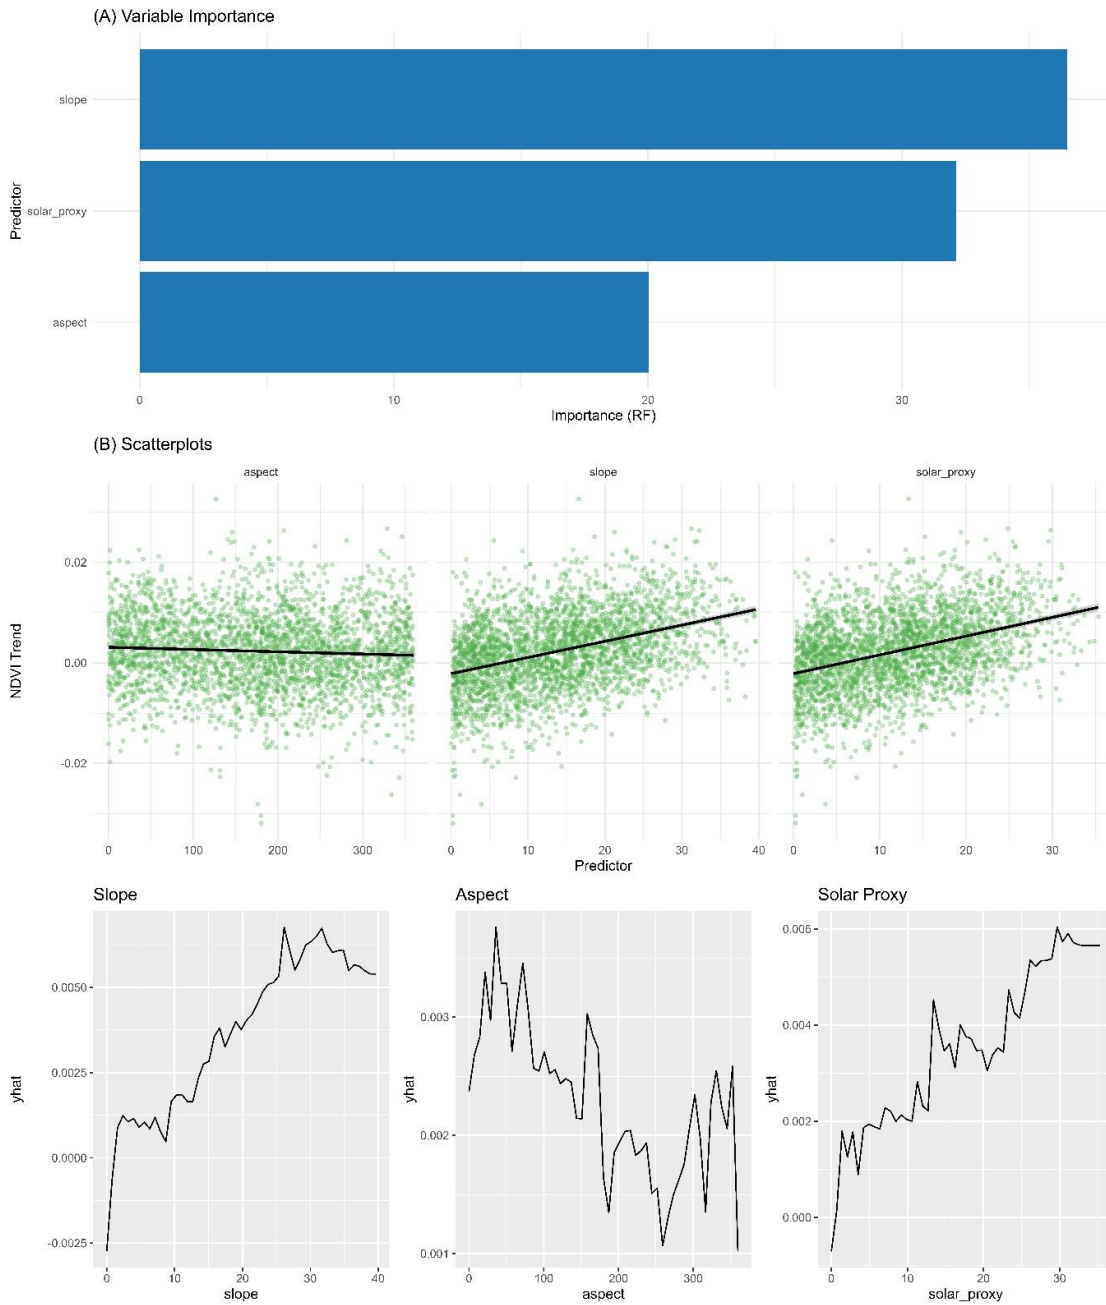 (A) Variable Importance
Predictor
slope
solar_proxy
aspect
0 10 20 30
Importance (RF)
(B) Scatterplots
aspect slope solar_proxy
NDVI Trend
0.02
0.00
-0.02
0 100 200 300 0 10 20 30 40 0 10 20 30
Predictor
Slope Aspect Solar Proxy
yhat
0.0050
0.0025
0.0000
-0.0025
0 10 20 30 40
slope
yhat
0.003
0.002
0.001
0 100 200 300
aspect
yhat
0.006
0.004
0.002
0.000
0 10 20 30
solar_proxy